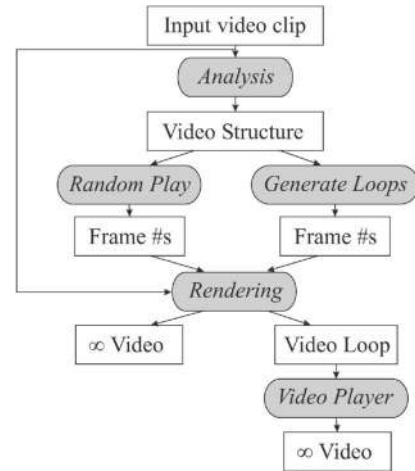 Input video clip
Analysis
Video Structure
Random Play
Generate Loops
Frame #s
Frame #s
Rendering
∞ Video
Video Loop
Video Player
∞ Video